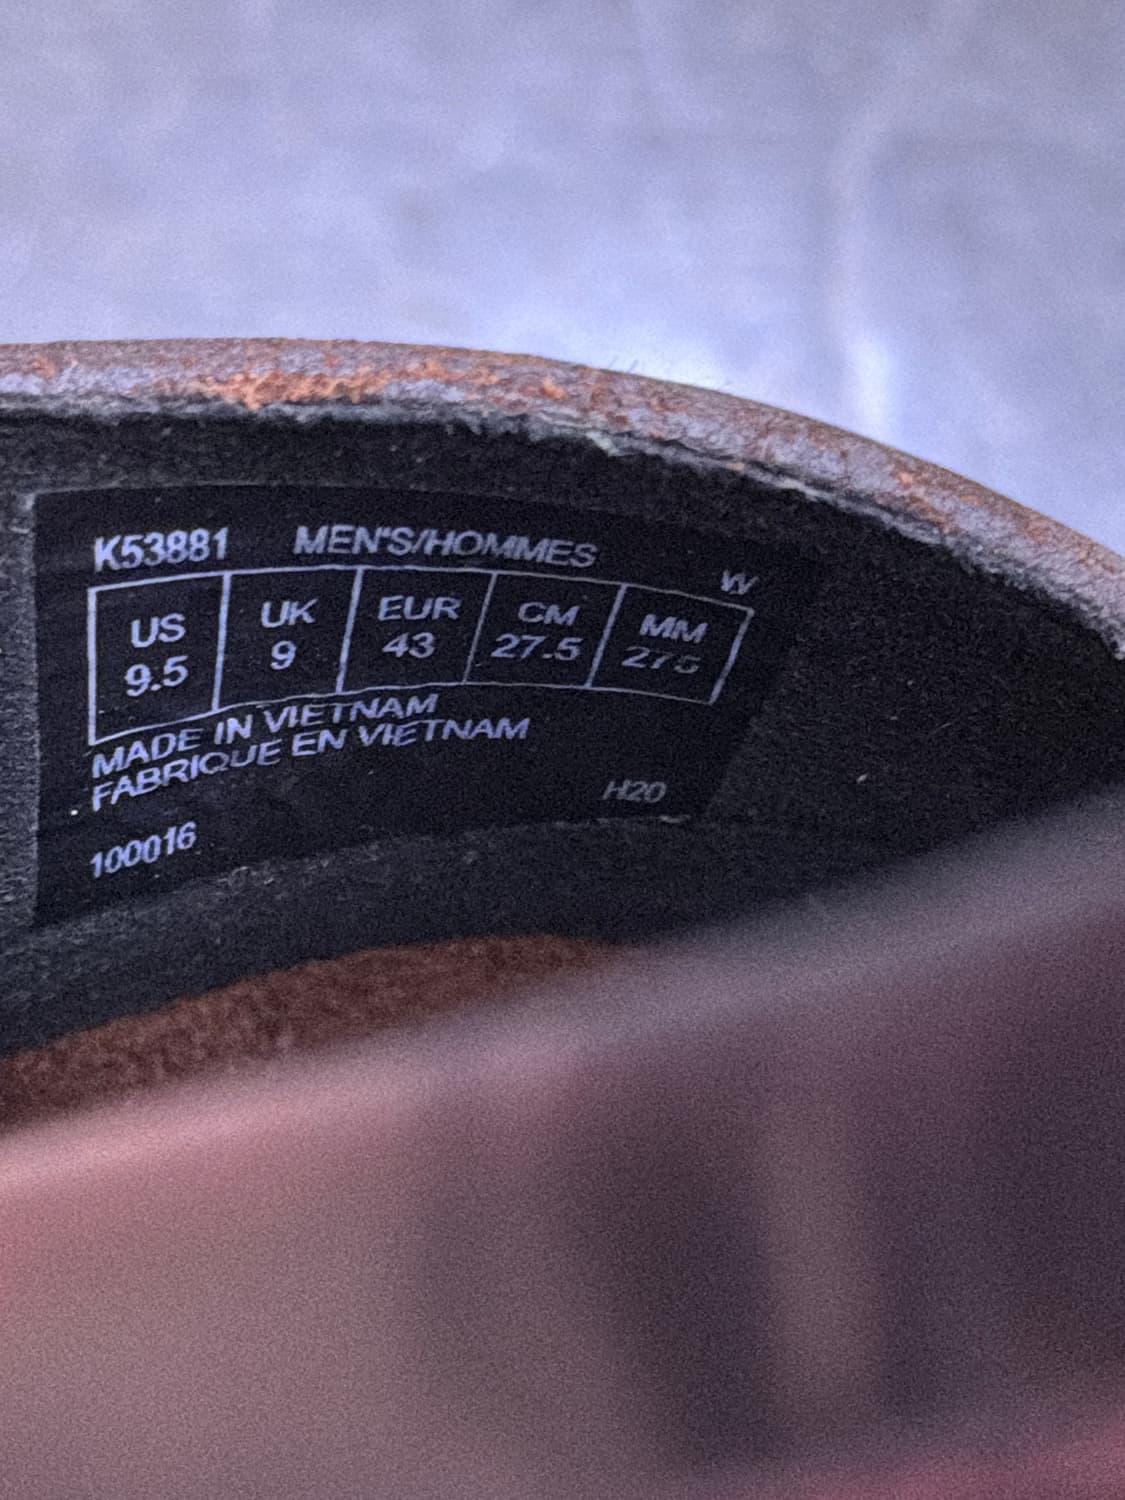 K53881 MEN'S/HOMMES W
US UK EUR CM MM
9.5 9 43 27.5 275
MADE IN VIETNAM
FABRIQUE EN VIETNAM
H20
100016